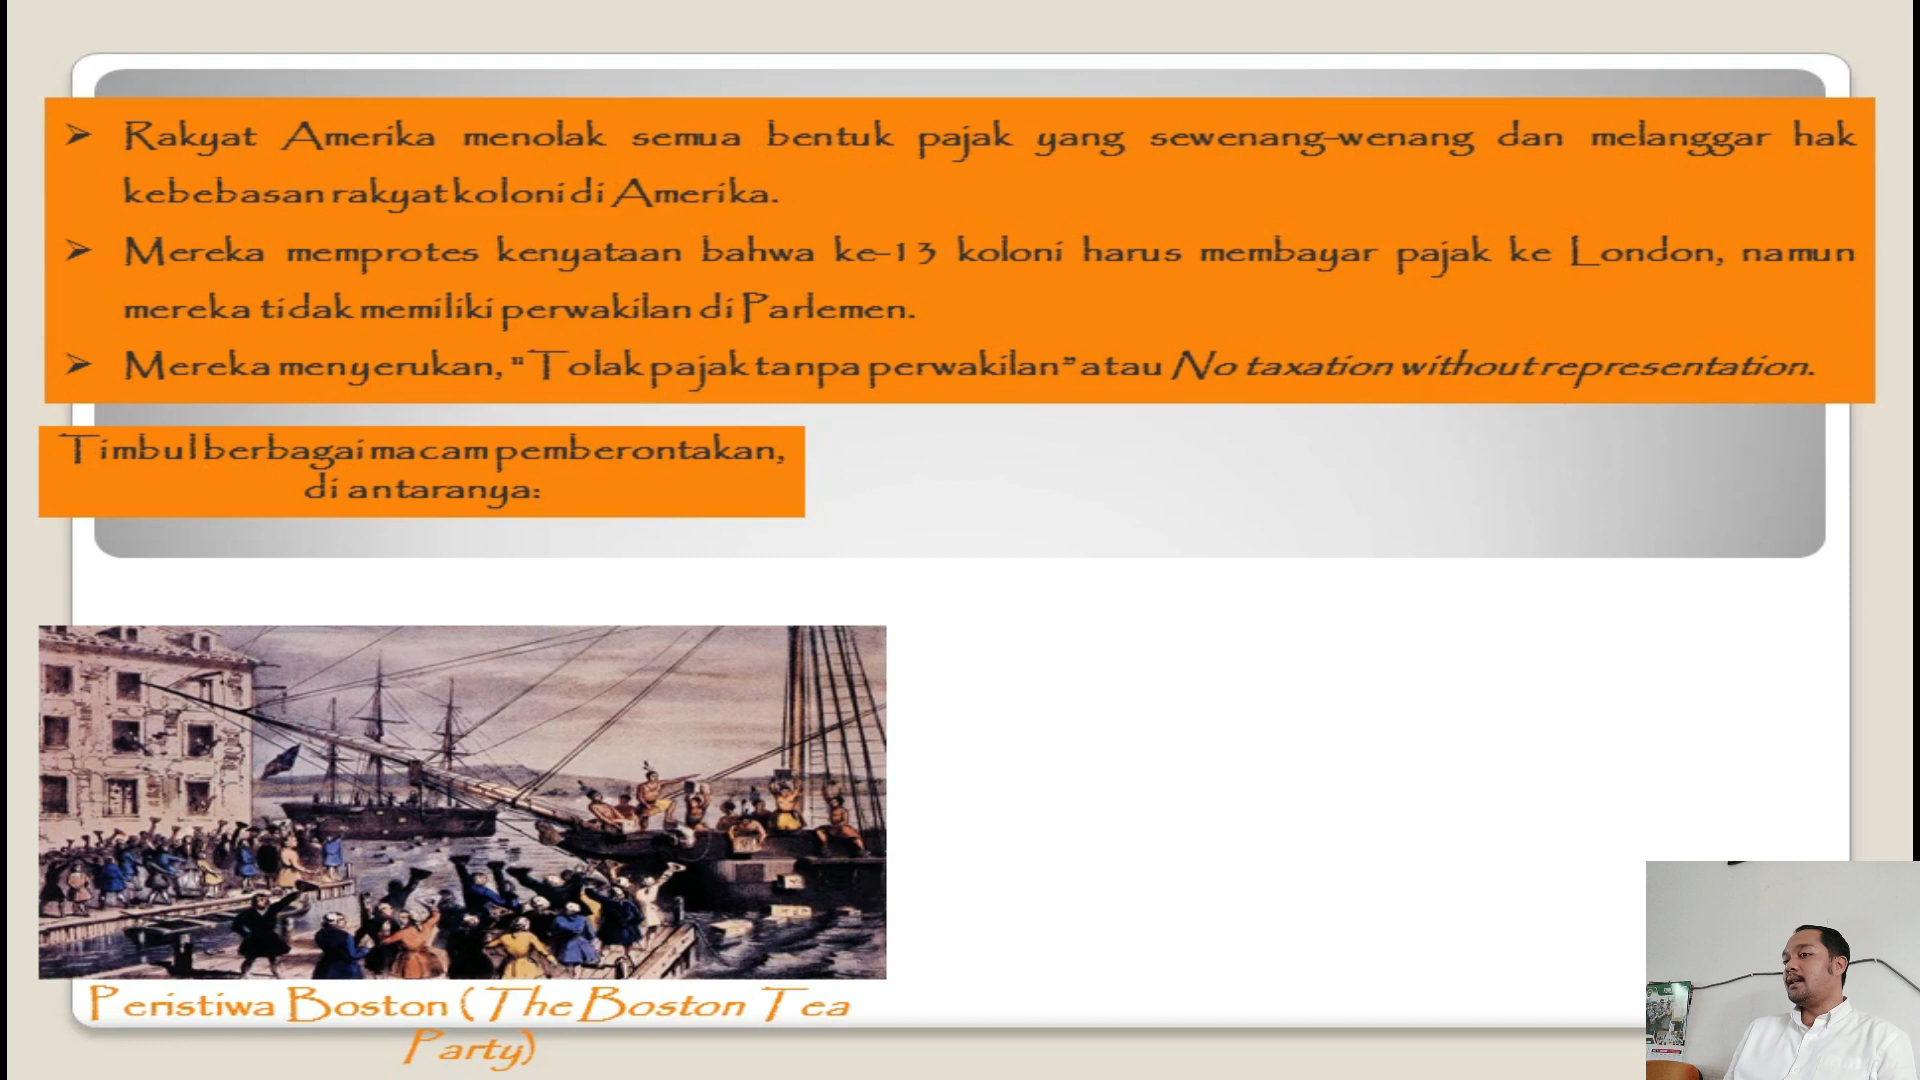 Rakyat Amerika menolak semua bentuk pajak yang sewenang-wenang dan melanggar hak
kebebasan rakyat koloni di Amerika.
Mereka memprotes kenyataan bahwa ke-13 koloni harus membayar pajak ke London, namun
mereka tidak memiliki perwakilan di Parlemen.
Mereka menyerukan, "Tolak pajak tanpa perwakilan" atau No taxation without representation.
Timbul berbagai macam pemberontakan,
di antaranya:
Peristiwa Boston (The Boston Tea
Party)